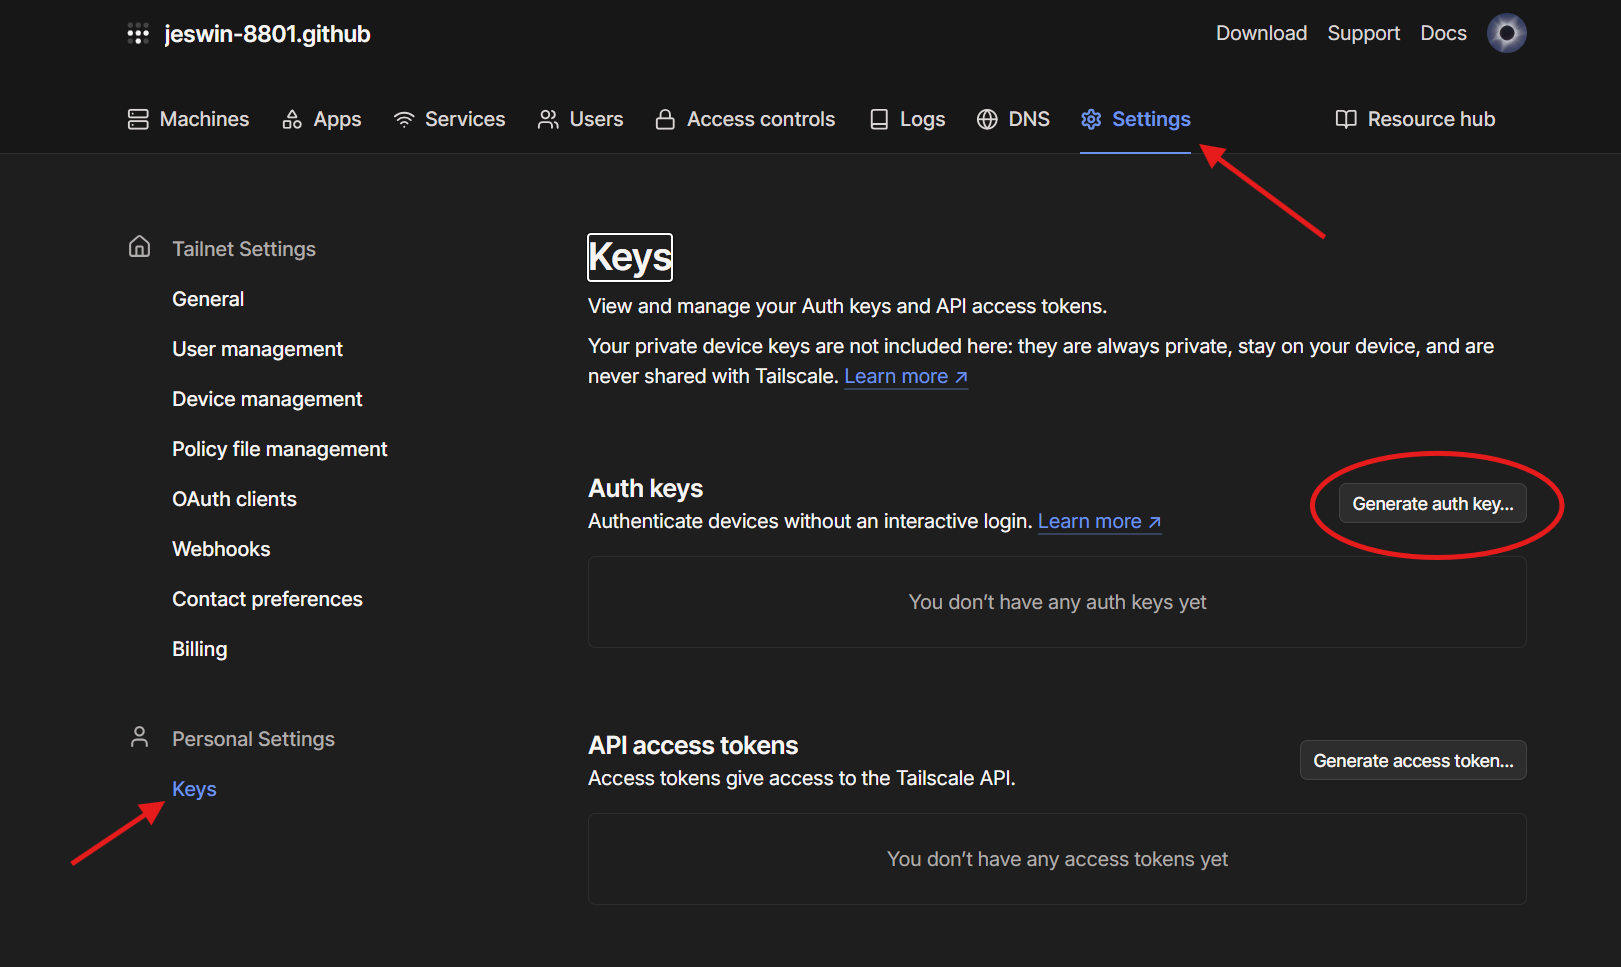 jeswin-8801.github
Download Support Docs
Machines Apps Services Users Access controls Logs DNS Settings Resource hub
Tailnet Settings
General
User management
Device management
Policy file management
OAuth clients
Webhooks
Contact preferences
Billing
Personal Settings
Keys
Keys
View and manage your Auth keys and API access tokens.
Your private device keys are not included here: they are always private, stay on your device, and are
never shared with Tailscale. Learn more ↗
Auth keys
Authenticate devices without an interactive login. Learn more ↗
Generate auth key...
You don’t have any auth keys yet
API access tokens
Access tokens give access to the Tailscale API.
Generate access token...
You don’t have any access tokens yet